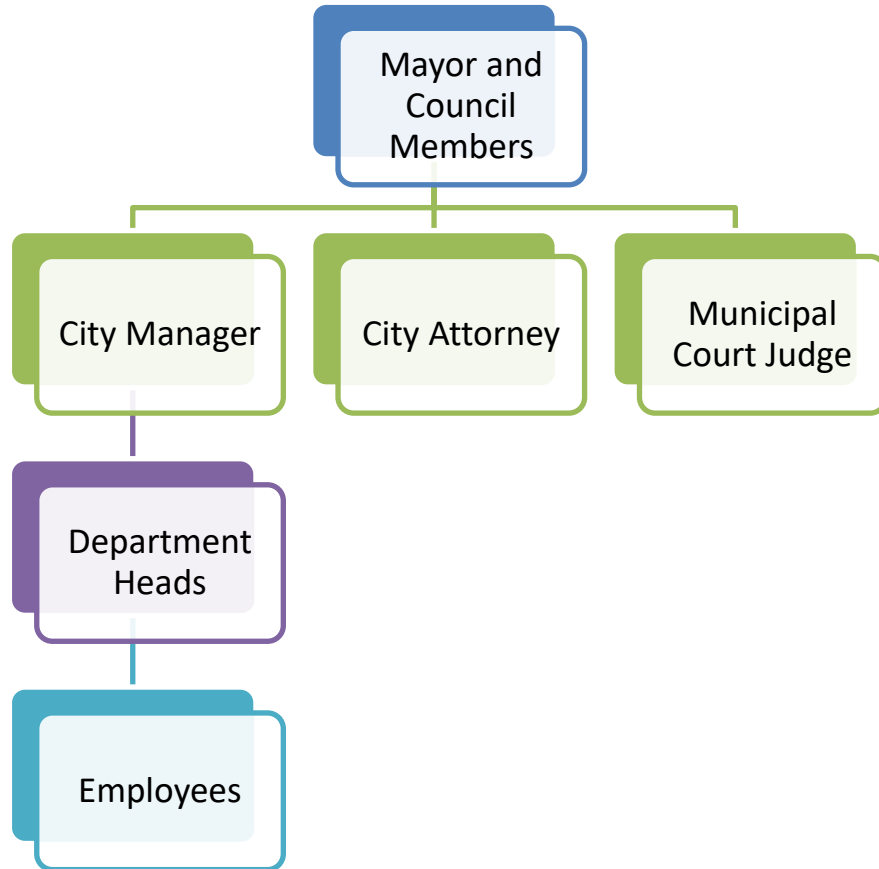 Mayor and
Council
Members
City Manager
City Attorney
Municipal
Court Judge
Department
Heads
Employees